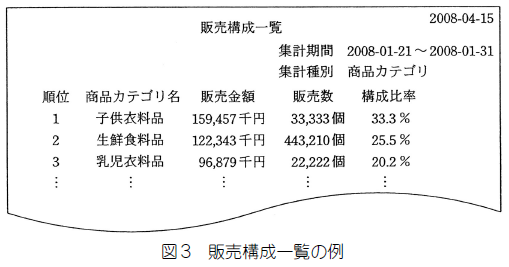 2008-04-15
販売構成一覧
集計期間 2008-01-21～2008-01-31
集計種別 商品カテゴリ
順位 商品カテゴリ名 販売金額 販売数 構成比率
1 子供衣料品 159,457千円 33,333個 33.3%
2 生鮮食料品 122,343千円 443,210個 25.5%
3 乳児衣料品 96,879千円 22,222個 20.2%
⋮ ⋮ ⋮ ⋮ ⋮
図3 販売構成一覧の例